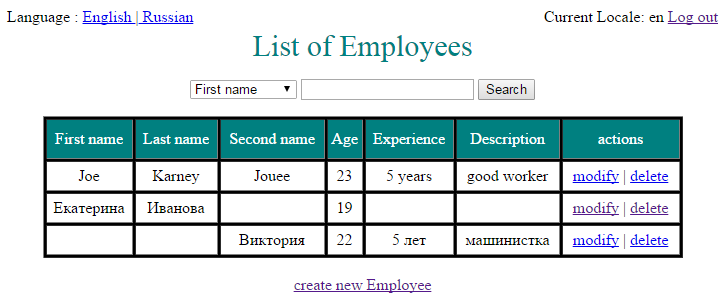 Language : English | Russian Current Locale: en Log out
List of Employees
First name Search
First name Last name Second name Age Experience Description actions
Joe Karney Jouee 23 5 years good worker modify | delete
Екатерина Иванова 19 modify | delete
Виктория 22 5 лет машинистка modify | delete
create new Employee